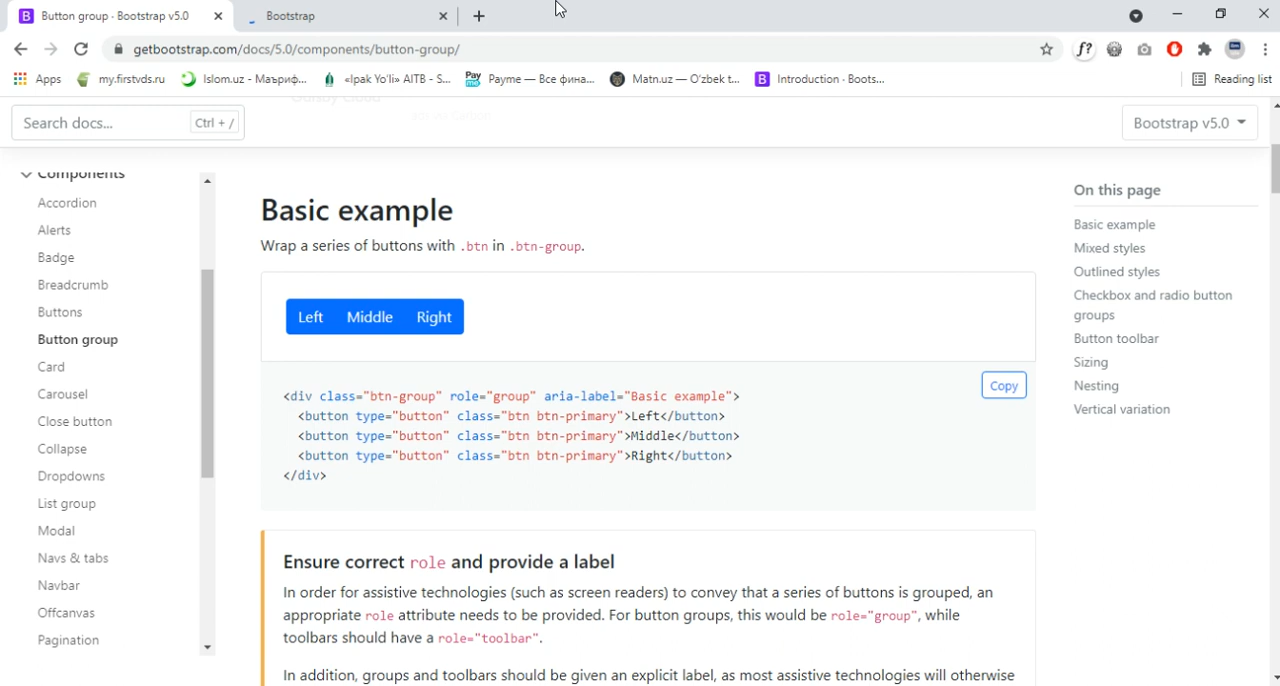 Button group · Bootstrap v5.0
Bootstrap
getbootstrap.com/docs/5.0/components/button-group/
Apps
my.firstvds.ru
Islom.uz - Маъриф...
«Ipak Yo'li» AITB - S...
Payme — Все фина...
Matn.uz — O'zbek t...
Introduction · Boots...
Reading list
Search docs...
Ctrl + /
Bootstrap v5.0
Components
Accordion
Alerts
Badge
Breadcrumb
Buttons
Button group
Card
Carousel
Close button
Collapse
Dropdowns
List group
Modal
Navs & tabs
Navbar
Offcanvas
Pagination
Basic example
Wrap a series of buttons with .btn in .btn-group.
Left Middle Right
Copy
<div class="btn-group" role="group" aria-label="Basic example">
<button type="button" class="btn btn-primary">Left</button>
<button type="button" class="btn btn-primary">Middle</button>
<button type="button" class="btn btn-primary">Right</button>
</div>
Ensure correct role and provide a label
In order for assistive technologies (such as screen readers) to convey that a series of buttons is grouped, an
appropriate role attribute needs to be provided. For button groups, this would be role="group", while
toolbars should have a role="toolbar".
In addition, groups and toolbars should be given an explicit label, as most assistive technologies will otherwise
On this page
Basic example
Mixed styles
Outlined styles
Checkbox and radio button
groups
Button toolbar
Sizing
Nesting
Vertical variation